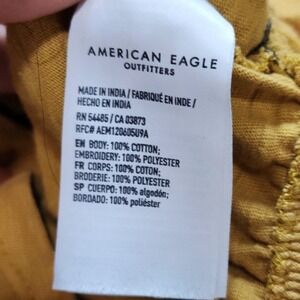 AMERICAN EAGLE
OUTFITTERS
MADE IN INDIA / FABRIQUÉ EN INDE /
HECHO EN INDIA
RN 54485 / CA 03873
RFC# AEM120605U9A
EN BODY: 100% COTTON;
EMBROIDERY: 100% POLYESTER
FR CORPS: 100% COTON;
BRODERIE: 100% POLYESTER
SP CUERPO: 100% algodón;
BORDADO: 100% poliéster